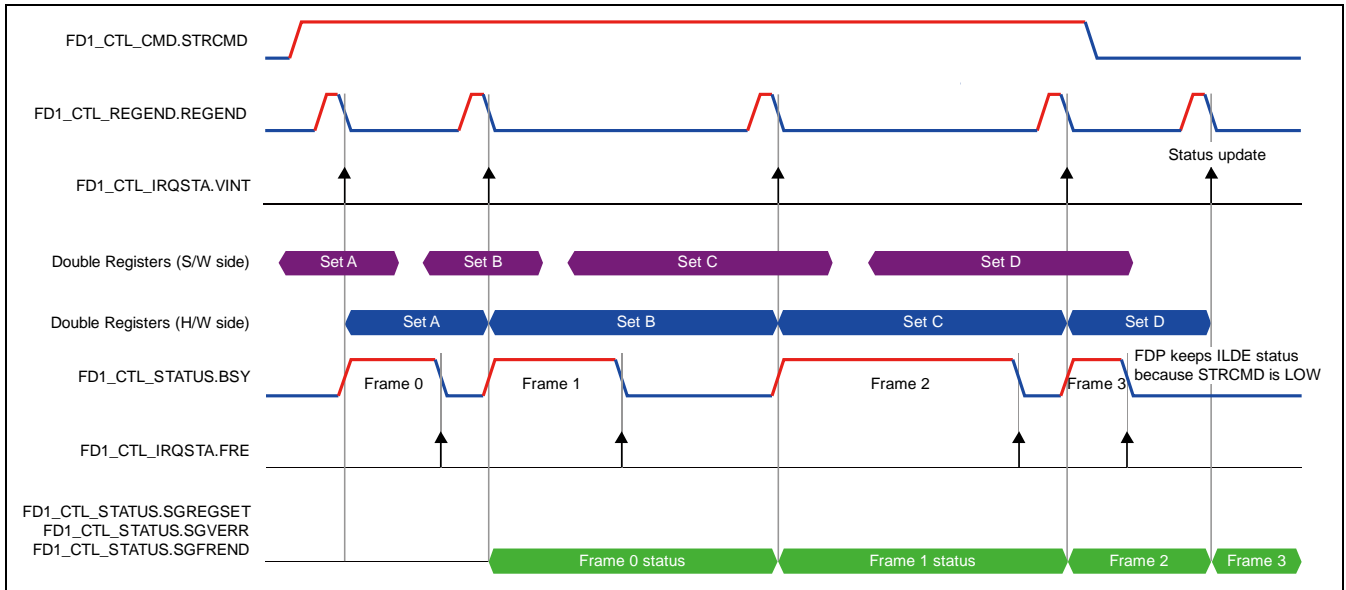 FD1_CTL_CMD.STRCMD
FD1_CTL_REGEND.REGEND
Status update
FD1_CTL_IRQSTA.VINT
Double Registers (S/W side)
Set A
Set B
Set C
Set D
Double Registers (H/W side)
Set A
Set B
Set C
Set D
FD1_CTL_STATUS.BSY
Frame 0
Frame 1
Frame 2
Frame 3
FDP keeps ILDE status
because STRCMD is LOW
FD1_CTL_IRQSTA.FRE
FD1_CTL_STATUS.SGREGSET
FD1_CTL_STATUS.SGVERR
FD1_CTL_STATUS.SGFREND
Frame 0 status
Frame 1 status
Frame 2
Frame 3